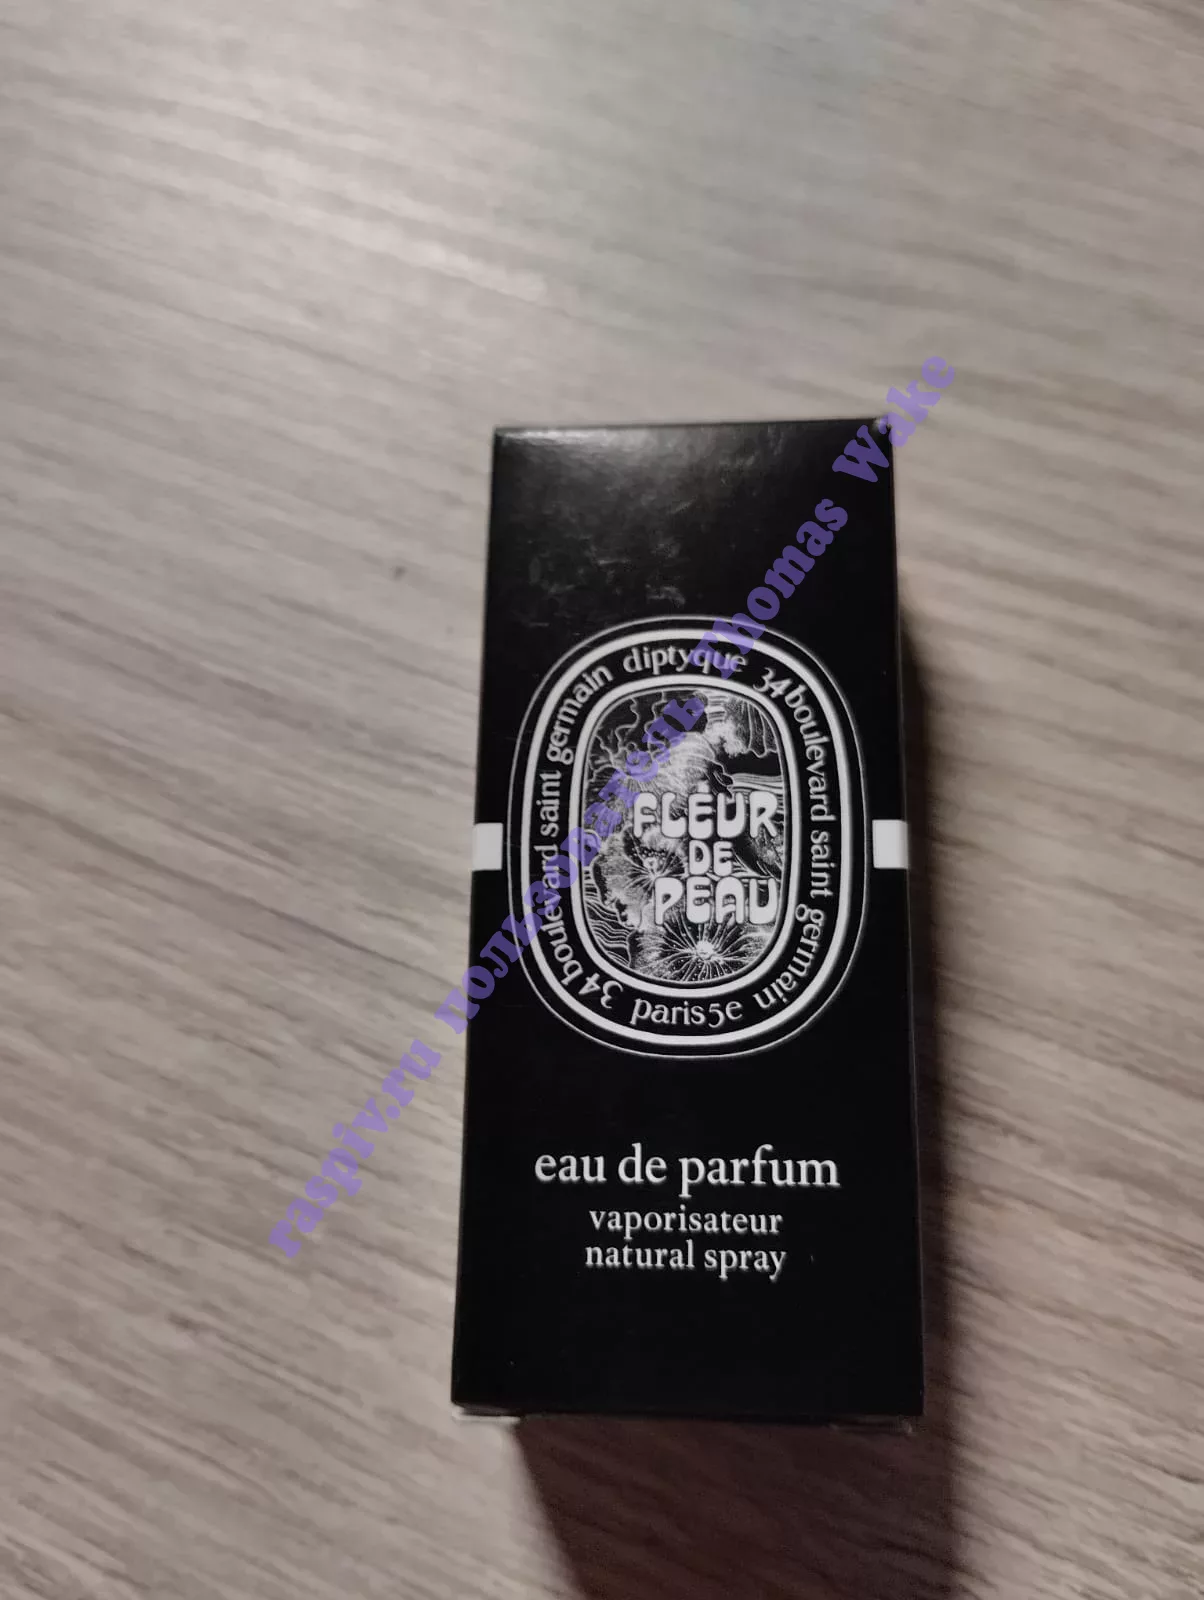 diptyque 34 boulevard saint germain paris5e 34 boulevard saint germain
FLEUR
DE
PEAU
eau de parfum
vaporisateur
natural spray
raspiv.ru пользователь Thomas Wake